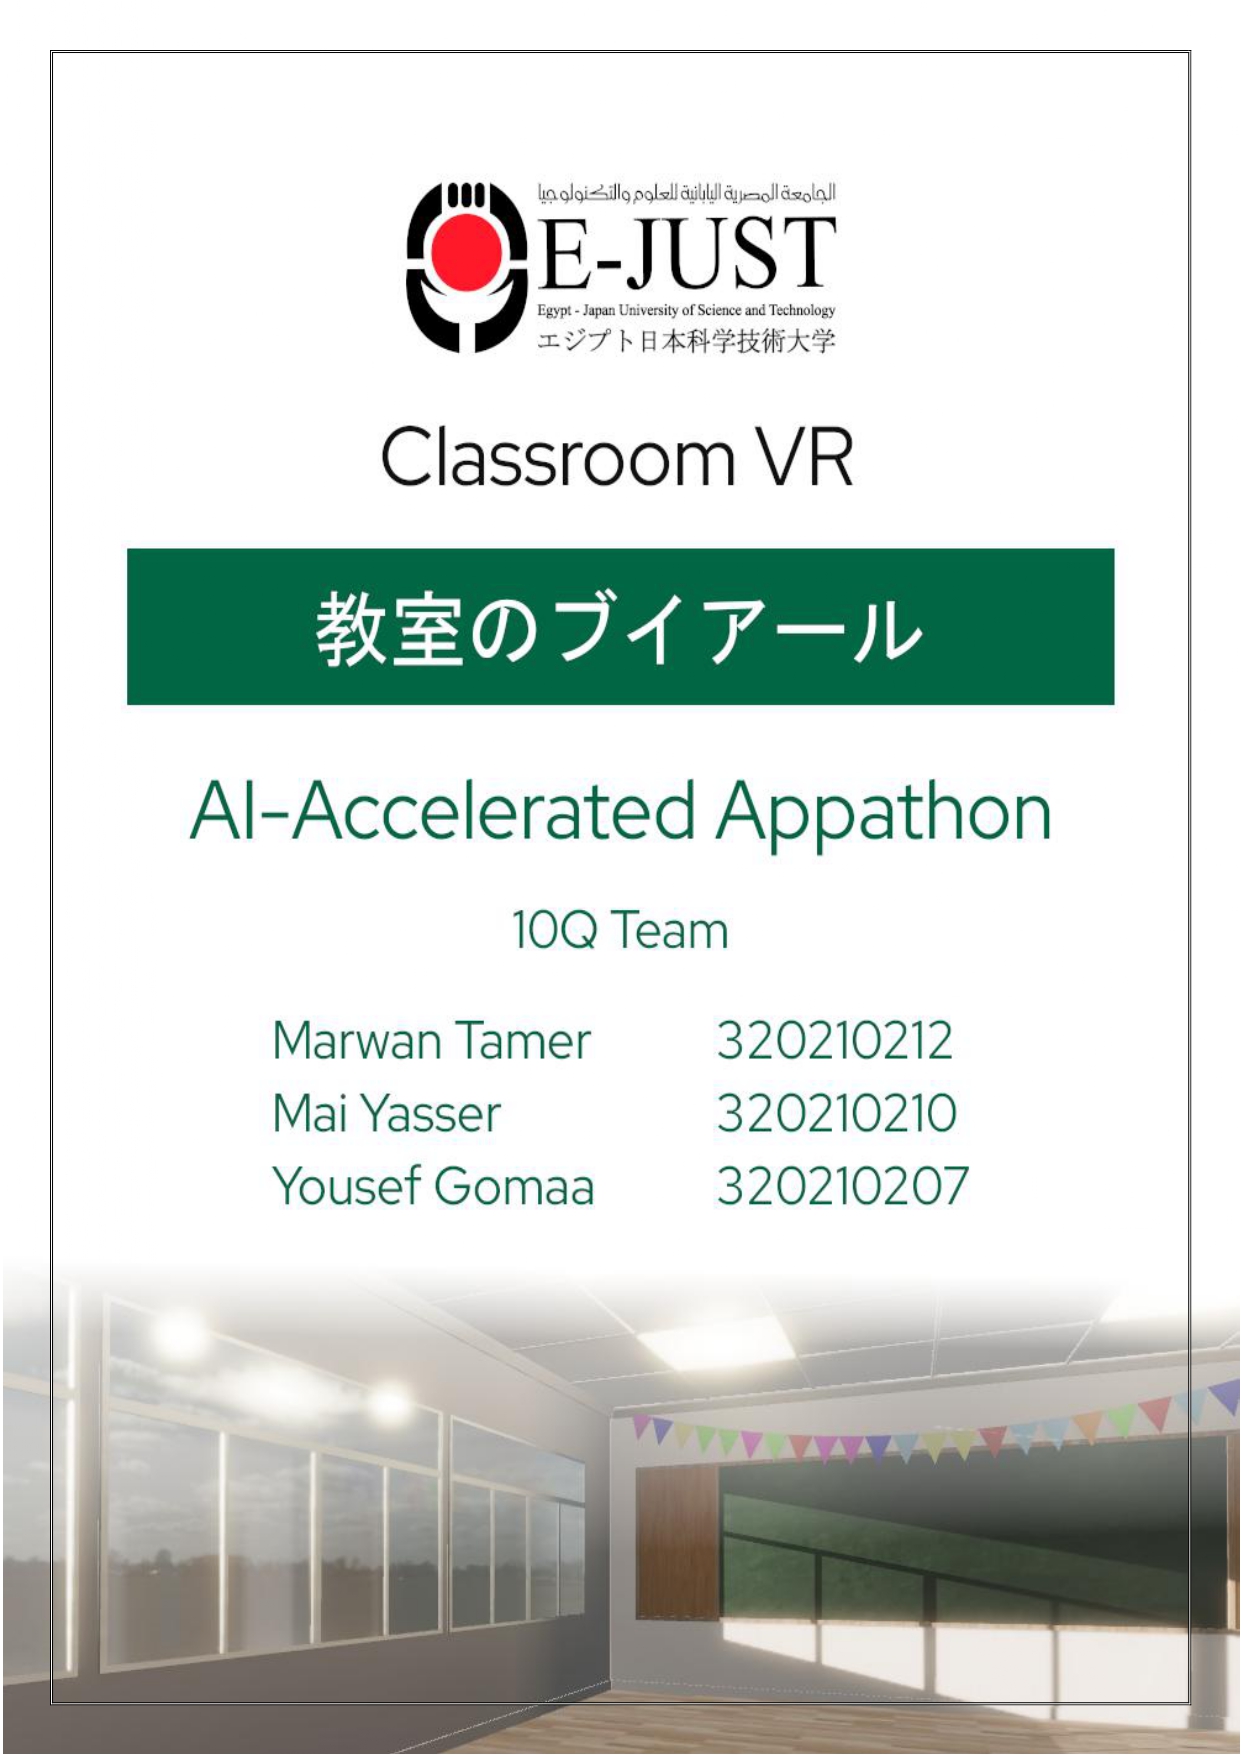 الجامعة المصرية اليابانية للعلوم والتكنولوجيا
E-JUST
Egypt - Japan University of Science and Technology
エジプト日本科学技術大学
Classroom VR
教室のブイアール
AI-Accelerated Appathon
10Q Team
Marwan Tamer 320210212
Mai Yasser 320210210
Yousef Gomaa 320210207